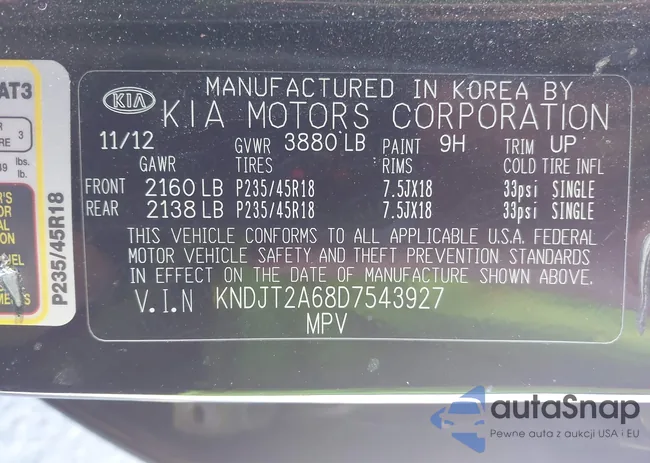 KIA
MANUFACTURED IN KOREA BY
KIA MOTORS CORPORATION
11/12 GVWR 3880 LB PAINT 9H TRIM UP
GAWR TIRES RIMS COLD TIRE INFL
FRONT 2160 LB P235/45R18 7.5JX18 33psi SINGLE
REAR 2138 LB P235/45R18 7.5JX18 33psi SINGLE
THIS VEHICLE CONFORMS TO ALL APPLICABLE U.S.A. FEDERAL
MOTOR VEHICLE SAFETY AND THEFT PREVENTION STANDARDS
IN EFFECT ON THE DATE OF MANUFACTURE SHOWN ABOVE.
V.I.N KNDJT2A68D7543927
MPV
3
lbs.
P235/45R18
autaSnap
Pewne auta z aukcji USA i EU